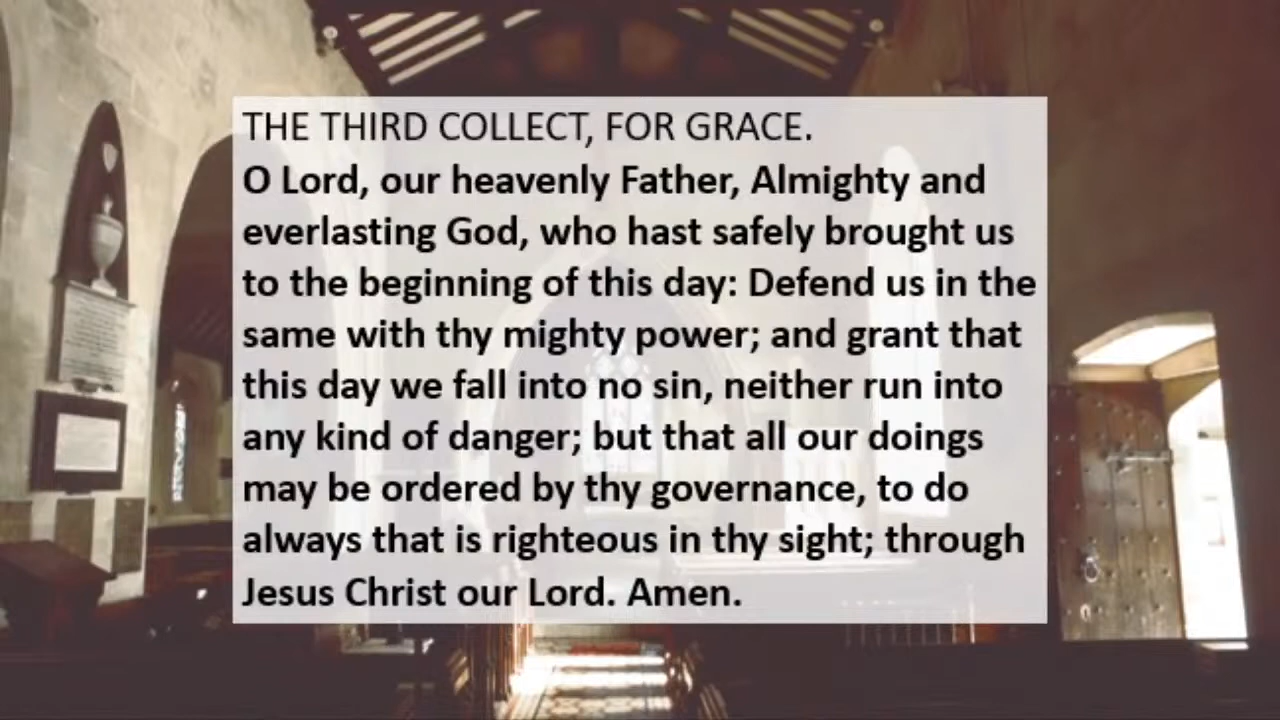 THE THIRD COLLECT, FOR GRACE.
O Lord, our heavenly Father, Almighty and
everlasting God, who hast safely brought us
to the beginning of this day: Defend us in the
same with thy mighty power; and grant that
this day we fall into no sin, neither run into
any kind of danger; but that all our doings
may be ordered by thy governance, to do
always that is righteous in thy sight; through
Jesus Christ our Lord. Amen.